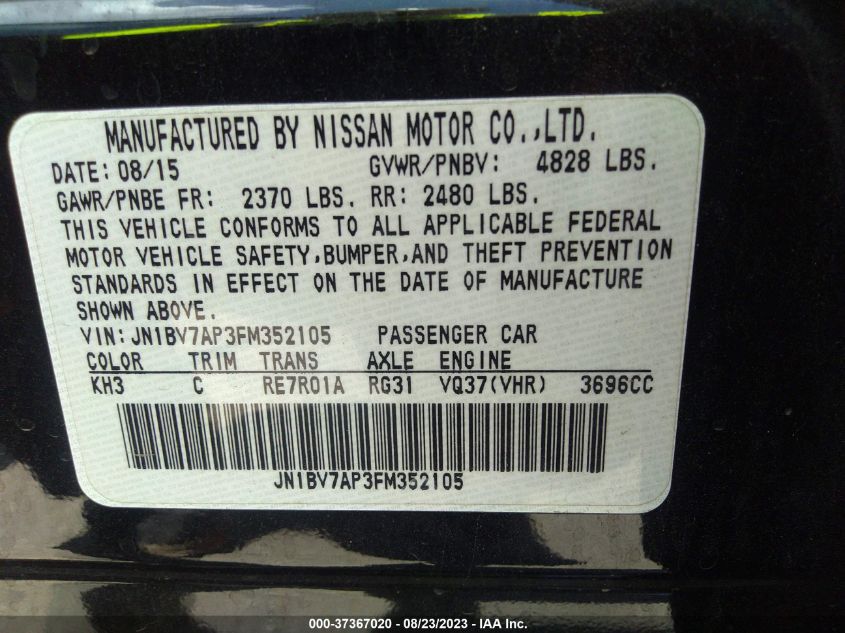 MANUFACTURED BY NISSAN MOTOR CO.,LTD.
DATE: 08/15 GVWR/PNBV: 4828 LBS.
GAWR/PNBE FR: 2370 LBS. RR: 2480 LBS.
THIS VEHICLE CONFORMS TO ALL APPLICABLE FEDERAL
MOTOR VEHICLE SAFETY,BUMPER,AND THEFT PREVENTION
STANDARDS IN EFFECT ON THE DATE OF MANUFACTURE
SHOWN ABOVE.
VIN:JN1BV7AP3FM352105 PASSENGER CAR
COLOR TRIM TRANS AXLE ENGINE
KH3 C RE7R01A RG31 VQ37(VHR) 3696CC
JN1BV7AP3FM352105
000-37367020 - 08/23/2023 - IAA Inc.